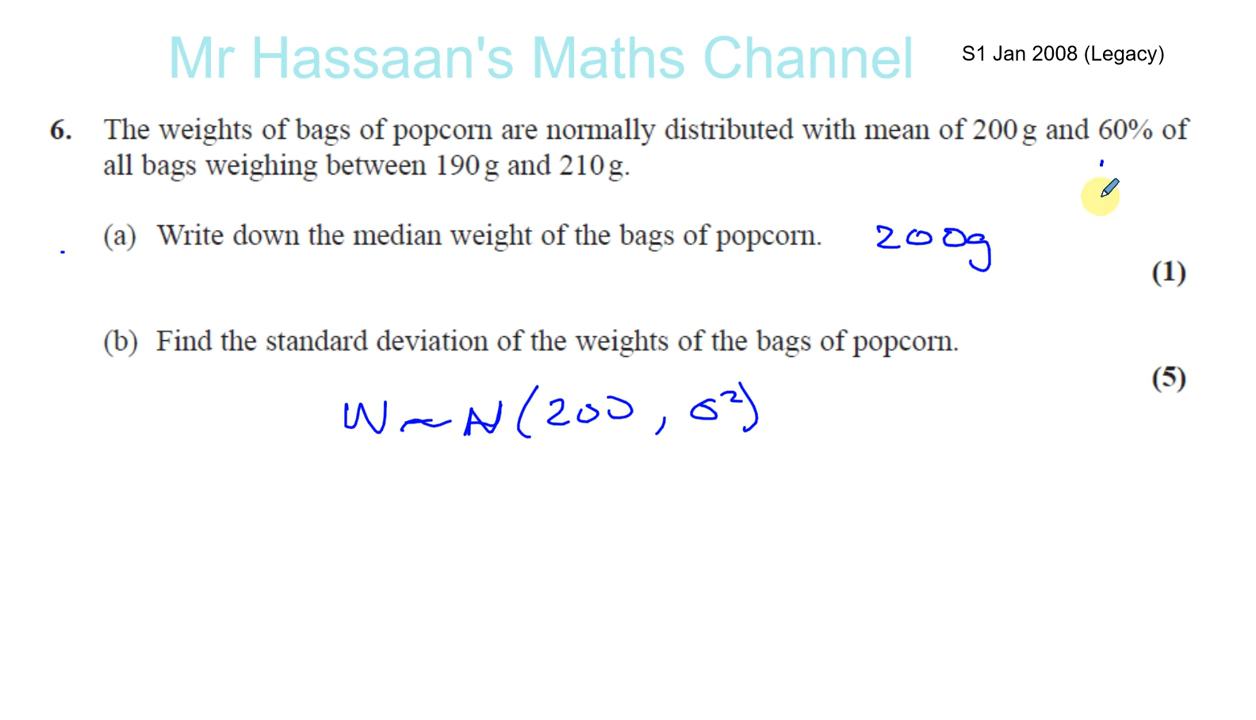 Mr Hassaan's Maths Channel
S1 Jan 2008 (Legacy)
6. The weights of bags of popcorn are normally distributed with mean of 200 g and 60% of
all bags weighing between 190 g and 210 g.
(a) Write down the median weight of the bags of popcorn. 200g
(1)
(b) Find the standard deviation of the weights of the bags of popcorn.
(5)
W ~ N (200 , σ²)